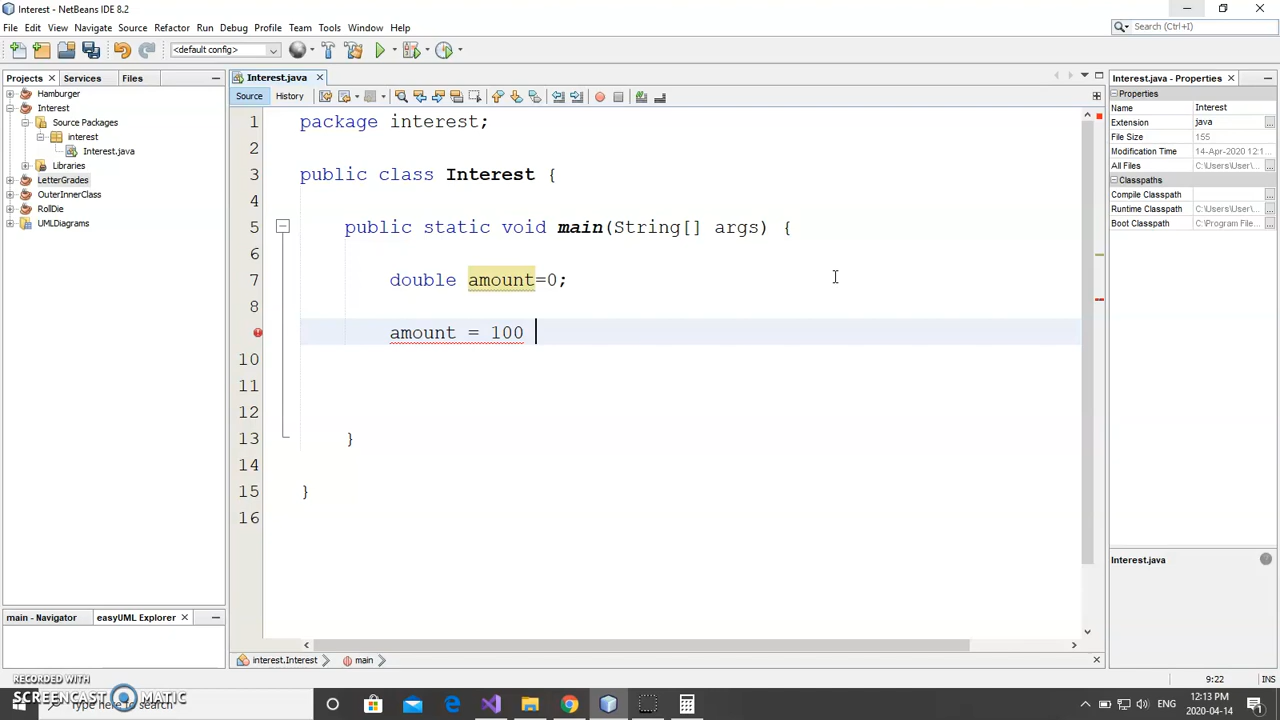 Interest - NetBeans IDE 8.2
File Edit View Navigate Source Refactor Run Debug Profile Team Tools Window Help
Search (Ctrl+I)
<default config>
Projects Services Files
Hamburger
Interest
Source Packages
interest
Interest.java
Libraries
LetterGrades
OuterInnerClass
RollDie
UMLDiagrams
Interest.java
Source History
1 package interest;
2
3 public class Interest {
4
5 public static void main(String[] args) {
6
7 double amount=0;
8
amount = 100
10
11
12
13 }
14
15 }
16
Interest.java - Properties
Properties
Name Interest
Extension java
File Size 155
Modification Time 14-Apr-2020 12:1...
All Files C:\Users\User\...
Classpaths
Compile Classpath
Runtime Classpath C:\Users\User\...
Boot Classpath C:\Program File...
Interest.java
main - Navigator easyUML Explorer
interest.Interest main
9:22 INS
RECORDED WITH
SCREENCAST MATIC
Type here to search
ENG
12:13 PM
2020-04-14
1